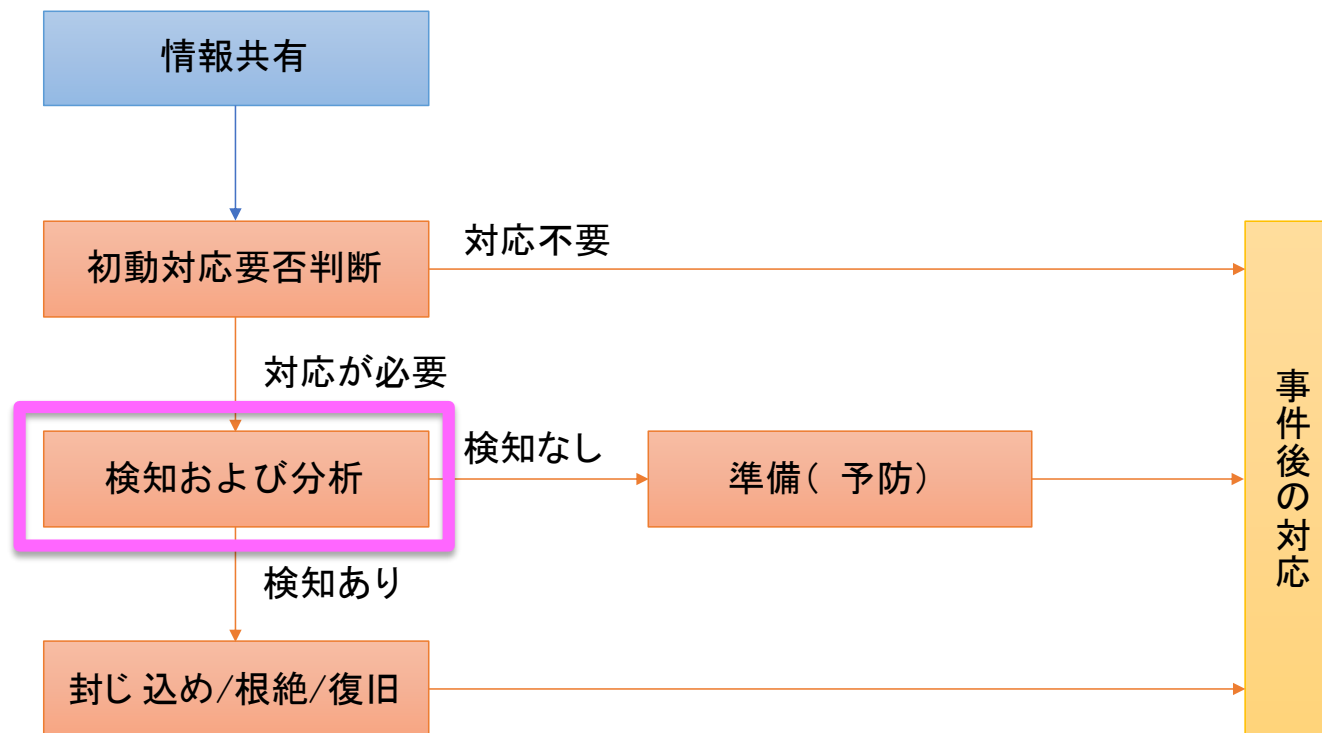 情報共有
初動対応要否判断
対応不要
対応が必要
検知および分析
検知なし
準備( 予防)
検知あり
封じ 込め/根絶/復旧
事件後の対応